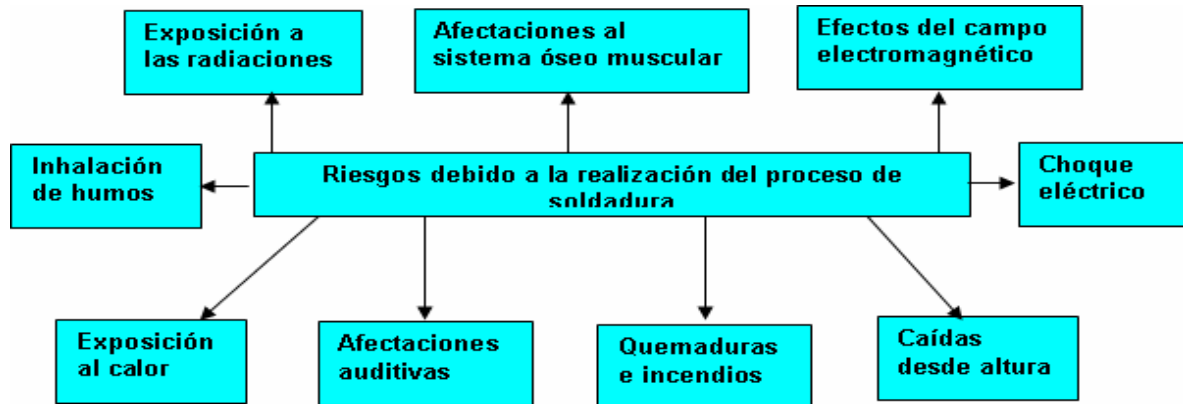 Exposición a
las radiaciones
Afectaciones al
sistema óseo muscular
Efectos del campo
electromagnético
Inhalación
de humos
Riesgos debido a la realización del proceso de
soldadura
Choque
eléctrico
Exposición
al calor
Afectaciones
auditivas
Quemaduras
e incendios
Caídas
desde altura